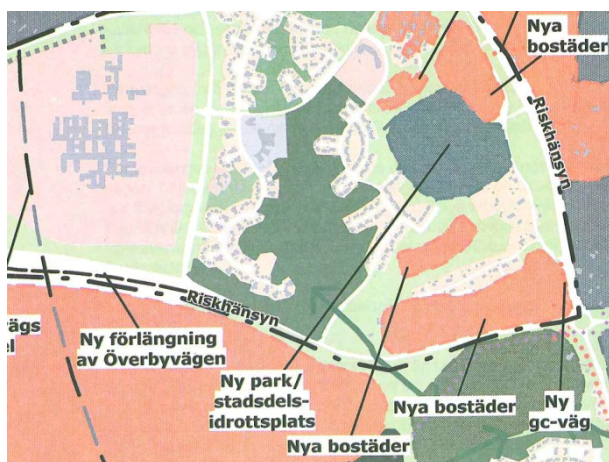 Nya
bostäder
Riskhänsyn
Riskhänsyn
Ny förlängning
av Överbyvägen
Ny park/
stadsdels-
idrottsplats
Nya bostäder
Nya bostäder
Ny
gc-väg